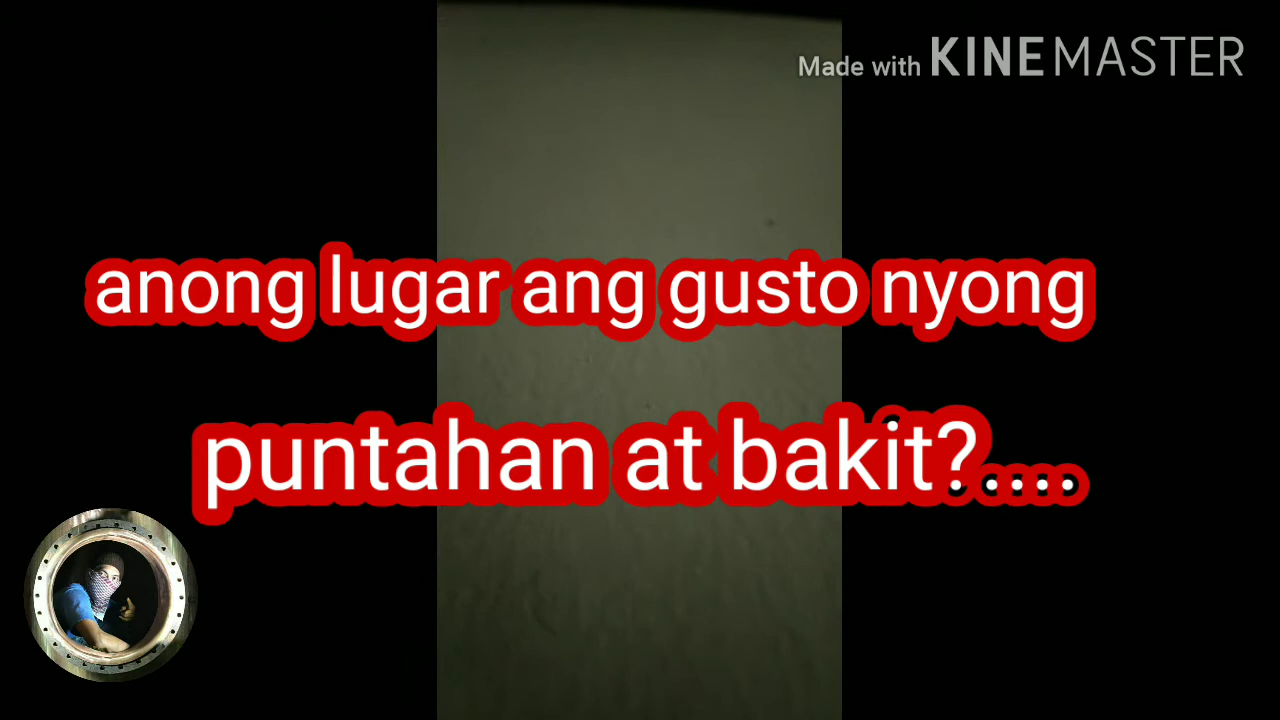 Made with KINEMASTER
anong lugar ang gusto nyong
puntahan at bakit?....